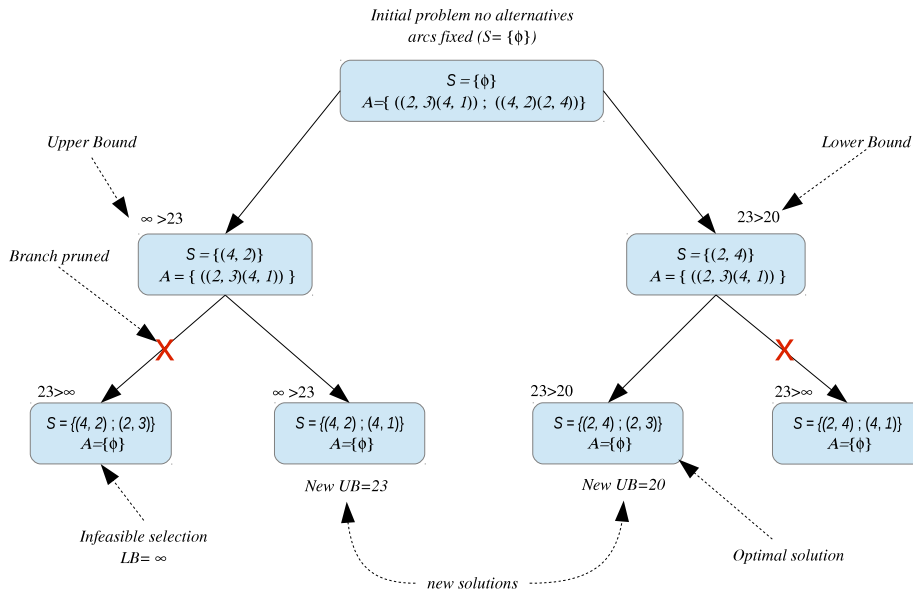 Initial problem no alternatives
arcs fixed (S= {ϕ})
S = {ϕ}
A={ ((2, 3)(4, 1)) ; ((4, 2)(2, 4))}
Upper Bound
Lower Bound
∞ >23
23>20
S = {(4, 2)}
A = { ((2, 3)(4, 1)) }
S = {(2, 4)}
A = { ((2, 3)(4, 1)) }
Branch pruned
X
X
23>∞
∞ >23
23>20
23>∞
S = {(4, 2) ; (2, 3)}
A={ϕ}
S = {(4, 2) ; (4, 1)}
A={ϕ}
S = {(2, 4) ; (2, 3)}
A={ϕ}
S = {(2, 4) ; (4, 1)}
A={ϕ}
New UB=23
New UB=20
Infeasible selection
LB= ∞
Optimal solution
new solutions